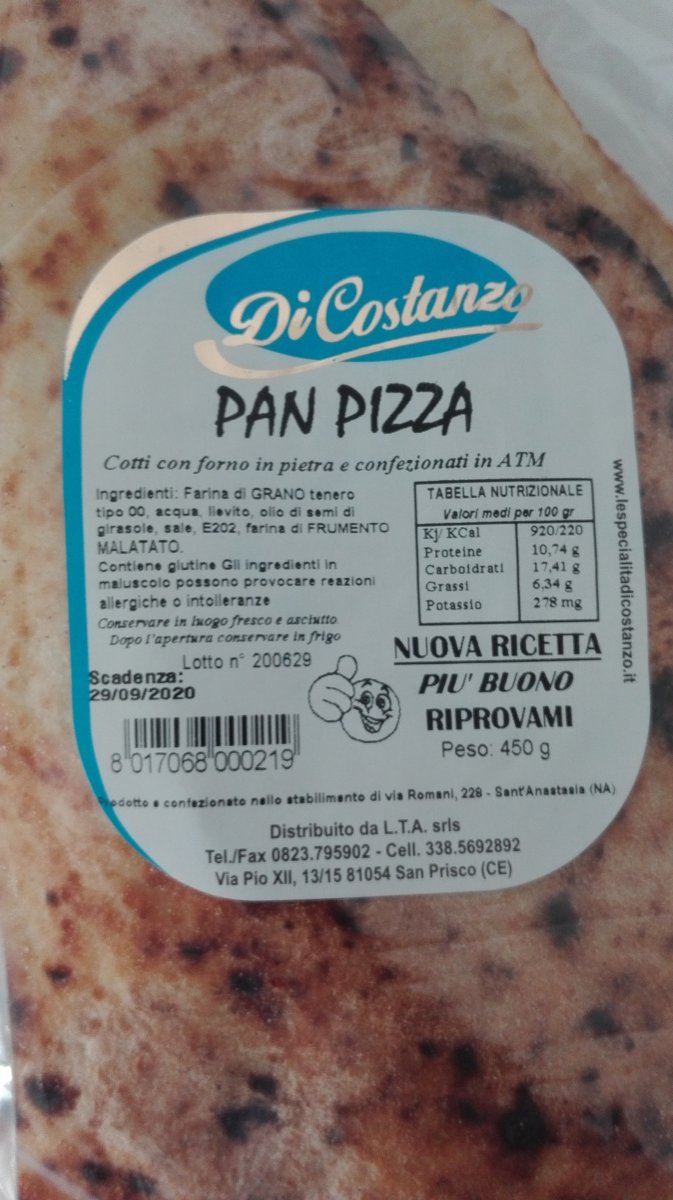 Di Costanzo
PAN PIZZA
Cotti con forno in pietra e confezionati in ATM
Ingredienti: Farina di GRANO tenero
tipo 00, acqua, lievito, olio di semi di
girasole, sale, E202, farina di FRUMENTO
MALATATO.
Contiene glutine Gli ingredienti in
maiuscolo possono provocare reazioni
allergiche o intolleranze
Conservare in luogo fresco e asciutto.
Dopo l'apertura conservare in frigo
Lotto n° 200629
Scadenza:
29/09/2020
8 017068 000219
TABELLA NUTRIZIONALE
Valori medi per 100 gr
Kj/ KCal 920/220
Proteine 10,74 g
Carboidrati 17,41 g
Grassi 6,34 g
Potassio 278 mg
www.lespecialitadicostanzo.it
NUOVA RICETTA
PIU' BUONO
RIPROVAMI
Peso: 450 g
Prodotto e confezionato nello stabilimento di via Romani, 228 - Sant'Anastasia (NA)
Distribuito da L.T.A. srls
Tel./Fax 0823.795902 - Cell. 338.5692892
Via Pio XII, 13/15 81054 San Prisco (CE)